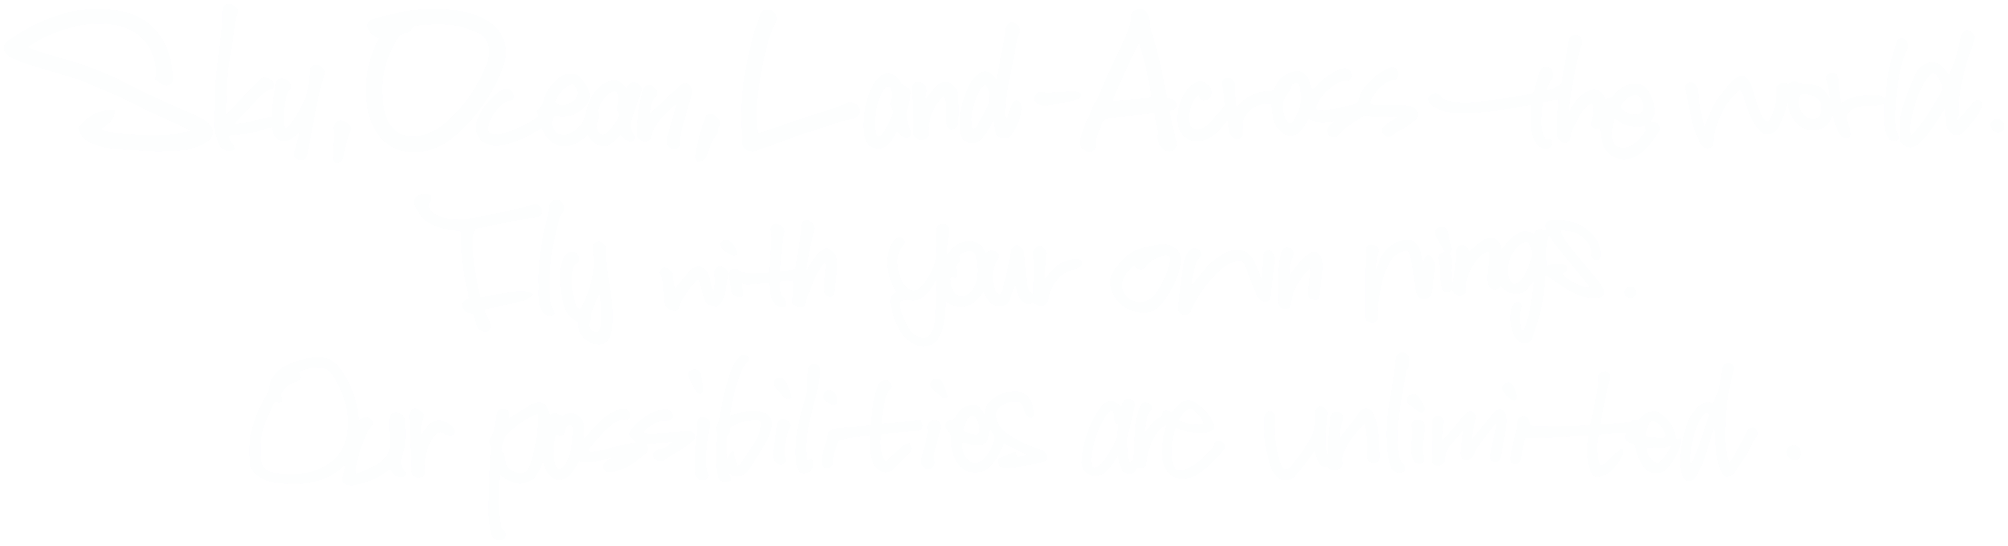 Sky, Ocean, Land Across the world.
Fly with your own wings.
Our possibilities are unlimited.